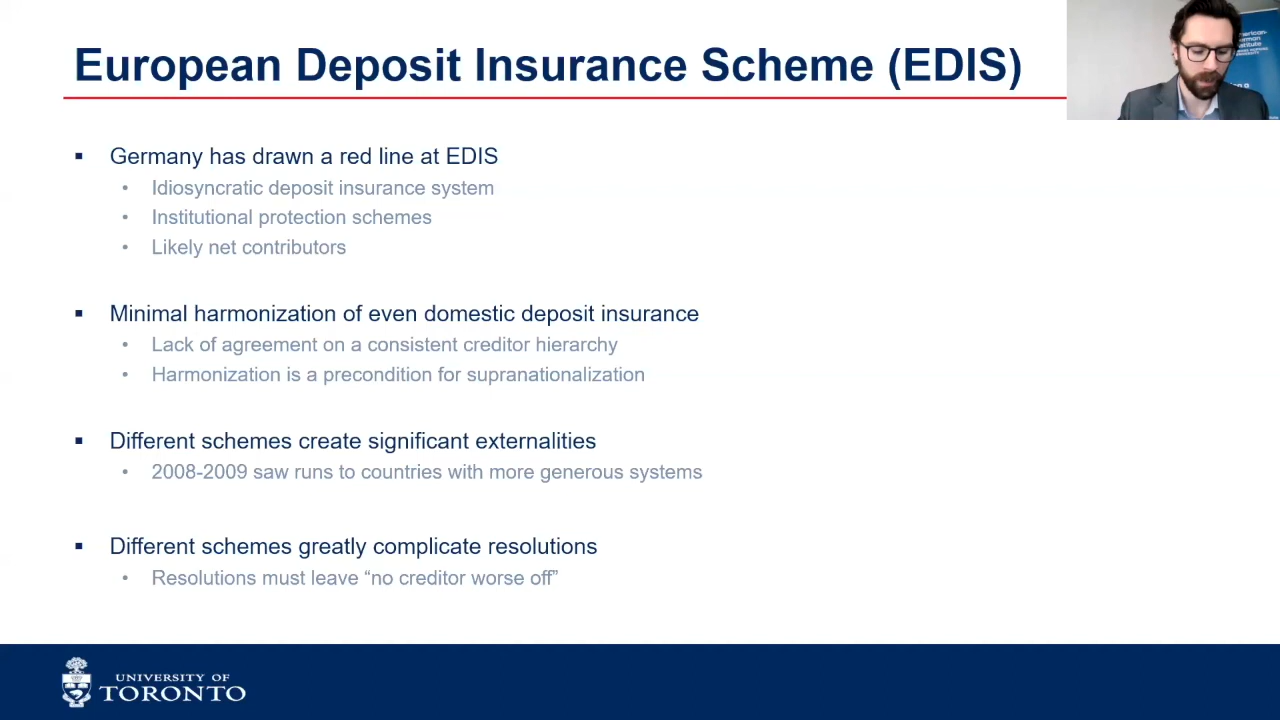 European Deposit Insurance Scheme (EDIS)
▪ Germany has drawn a red line at EDIS
• Idiosyncratic deposit insurance system
• Institutional protection schemes
• Likely net contributors
▪ Minimal harmonization of even domestic deposit insurance
• Lack of agreement on a consistent creditor hierarchy
• Harmonization is a precondition for supranationalization
▪ Different schemes create significant externalities
• 2008-2009 saw runs to countries with more generous systems
▪ Different schemes greatly complicate resolutions
• Resolutions must leave “no creditor worse off”
UNIVERSITY OF
TORONTO